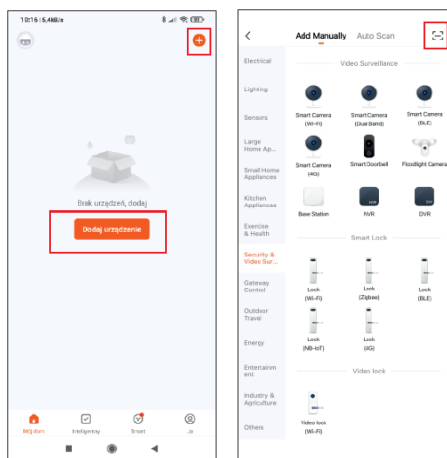 10:15 | 5,4KB/s
Brak urządzeń, dodaj
Dodaj urządzenie
Mój dom
Inteligentny
Smart
Ja
Add Manually
Auto Scan
Electrical
Lighting
Sensors
Large
Home Ap...
Small Home
Appliances
Kitchen
Appliances
Exercise
& Health
Security &
Video Sur...
Gateway
Control
Outdoor
Travel
Energy
Entertainm
ent
Industry &
Agriculture
Others
Video Surveillance
Smart Camera
(Wi-Fi)
Smart Camera
(Dual Band)
Smart Camera
(BLE)
Smart Camera
(4G)
Smart Doorbell
Floodlight Camera
Base Station
NVR
DVR
Smart Lock
Lock
(Wi-Fi)
Lock
(Zigbee)
Lock
(BLE)
Lock
(NB-IoT)
Lock
(4G)
Video lock
Video lock
(Wi-Fi)